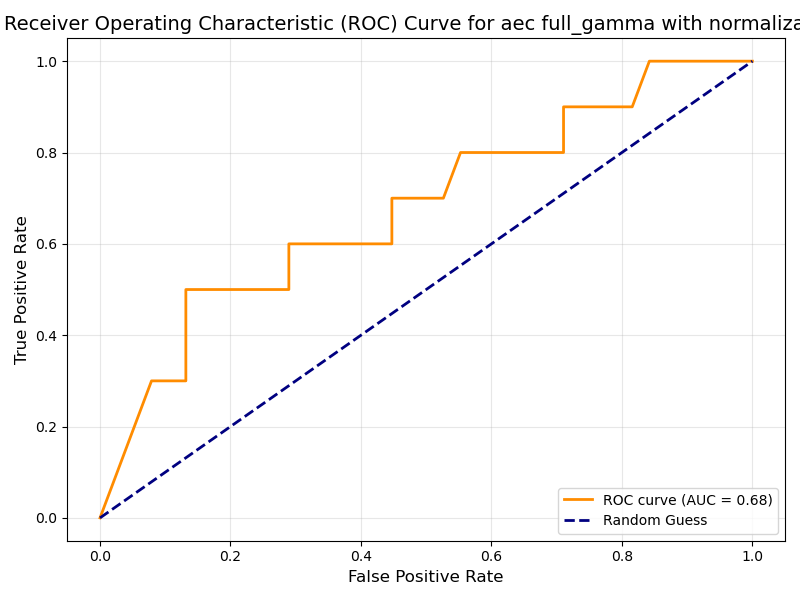 Receiver Operating Characteristic (ROC) Curve for aec full_gamma with normaliza
1.0
0.8
0.6
0.4
0.2
0.0
True Positive Rate
ROC curve (AUC = 0.68)
Random Guess
0.0 0.2 0.4 0.6 0.8 1.0
False Positive Rate